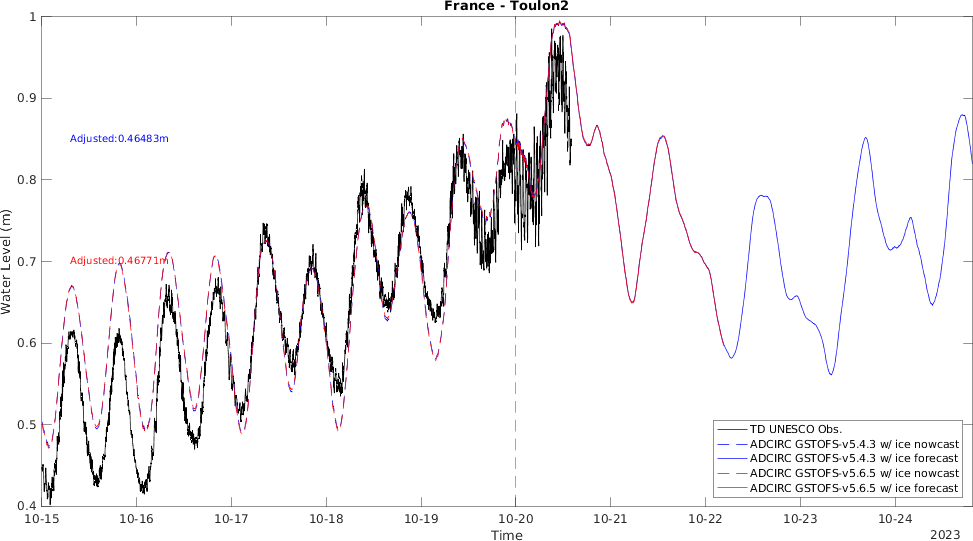 France - Toulon2
1
0.9
0.8
0.7
0.6
0.5
0.4
Water Level (m)
Adjusted:0.46483m
Adjusted:0.46771m
TD UNESCO Obs.
ADCIRC GSTOFS-v5.4.3 w/ ice nowcast
ADCIRC GSTOFS-v5.4.3 w/ ice forecast
ADCIRC GSTOFS-v5.6.5 w/ ice nowcast
ADCIRC GSTOFS-v5.6.5 w/ ice forecast
10-15 10-16 10-17 10-18 10-19 10-20 10-21 10-22 10-23 10-24
Time
2023